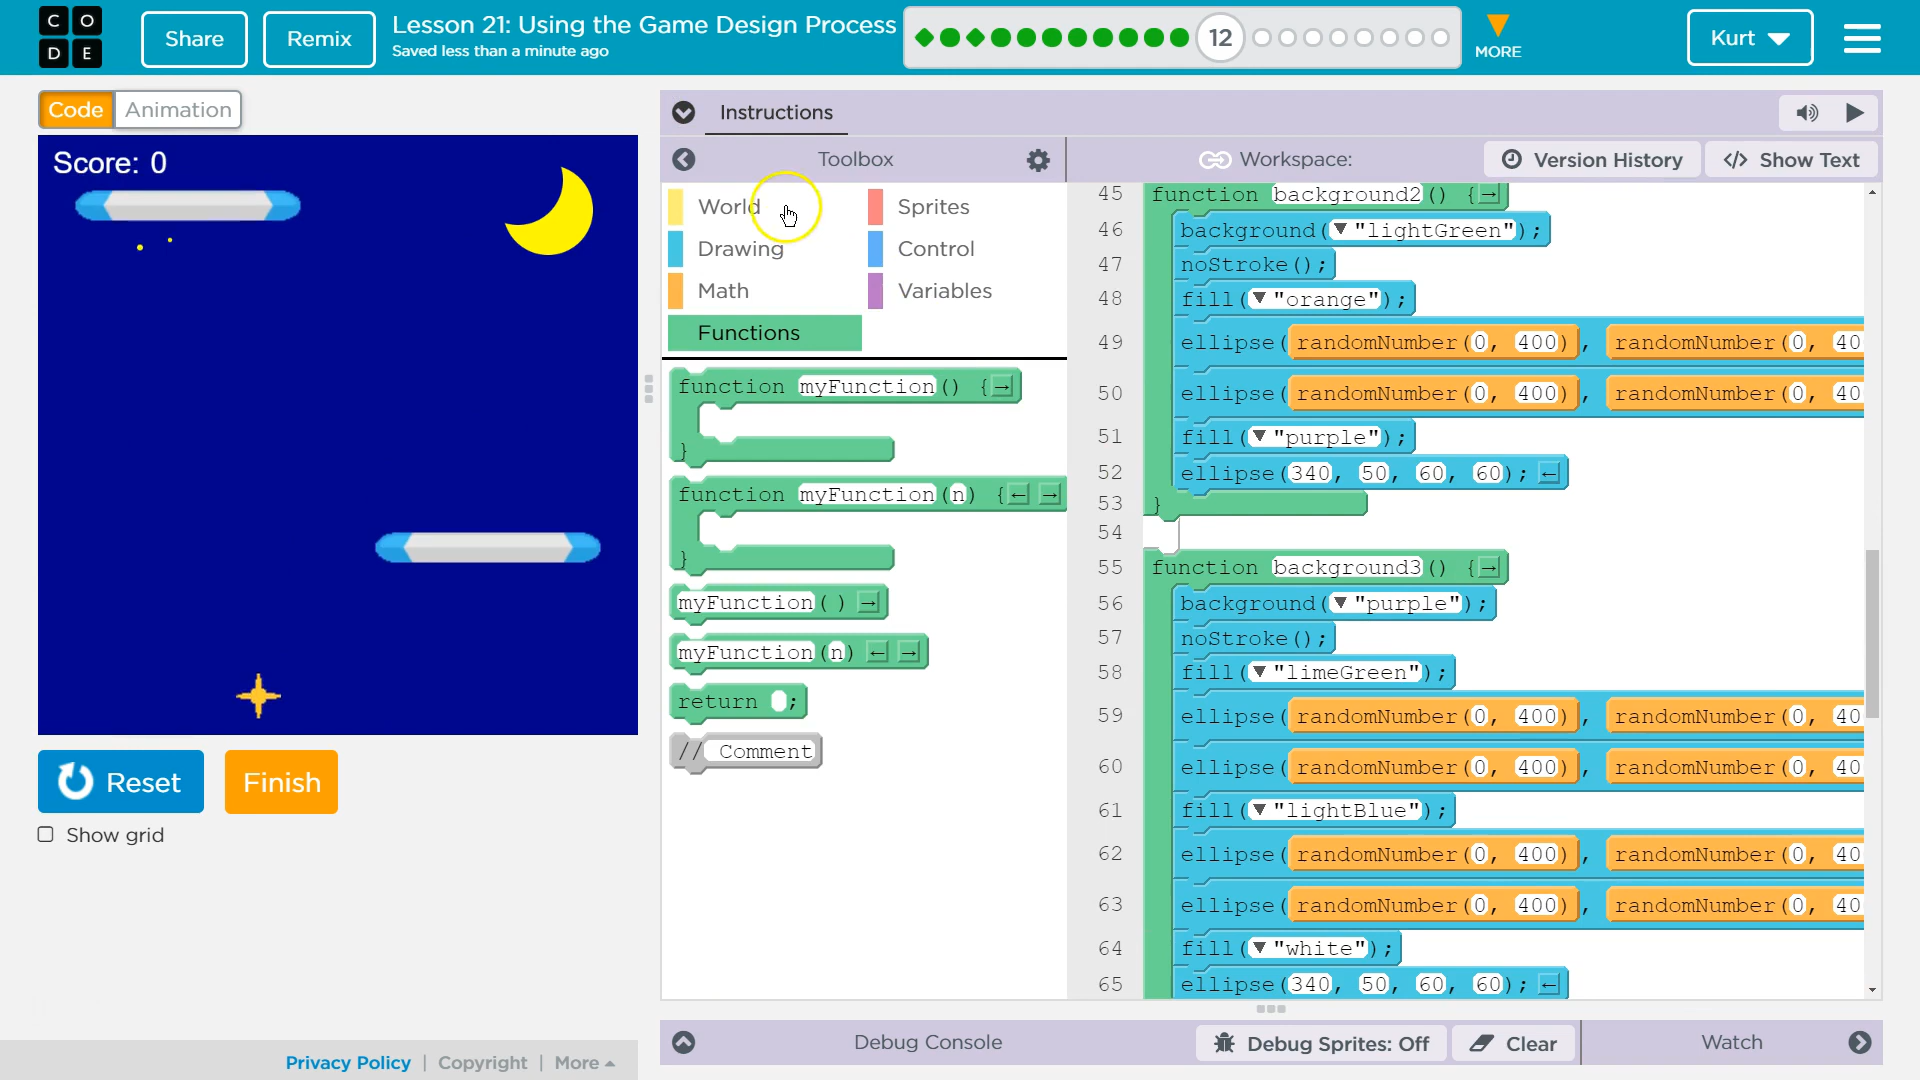 CODE
Share
Remix
Lesson 21: Using the Game Design Process
Saved less than a minute ago
12
MORE
Kurt
Code
Animation
Score: 0
Reset
Finish
Show grid
Privacy Policy | Copyright | More
Instructions
Toolbox
Workspace:
Version History
</> Show Text
World
Sprites
Drawing
Control
Math
Variables
Functions
function myFunction() {
}
function myFunction(n) {
}
myFunction()
myFunction(n)
return ;
// Comment
45 function background2() {
46 background("lightGreen");
47 noStroke();
48 fill("orange");
49 ellipse(randomNumber(0, 400), randomNumber(0, 40
50 ellipse(randomNumber(0, 400), randomNumber(0, 40
51 fill("purple");
52 ellipse(340, 50, 60, 60);
53 }
54
55 function background3() {
56 background("purple");
57 noStroke();
58 fill("limeGreen");
59 ellipse(randomNumber(0, 400), randomNumber(0, 40
60 ellipse(randomNumber(0, 400), randomNumber(0, 40
61 fill("lightBlue");
62 ellipse(randomNumber(0, 400), randomNumber(0, 40
63 ellipse(randomNumber(0, 400), randomNumber(0, 40
64 fill("white");
65 ellipse(340, 50, 60, 60);
Debug Console
Debug Sprites: Off
Clear
Watch